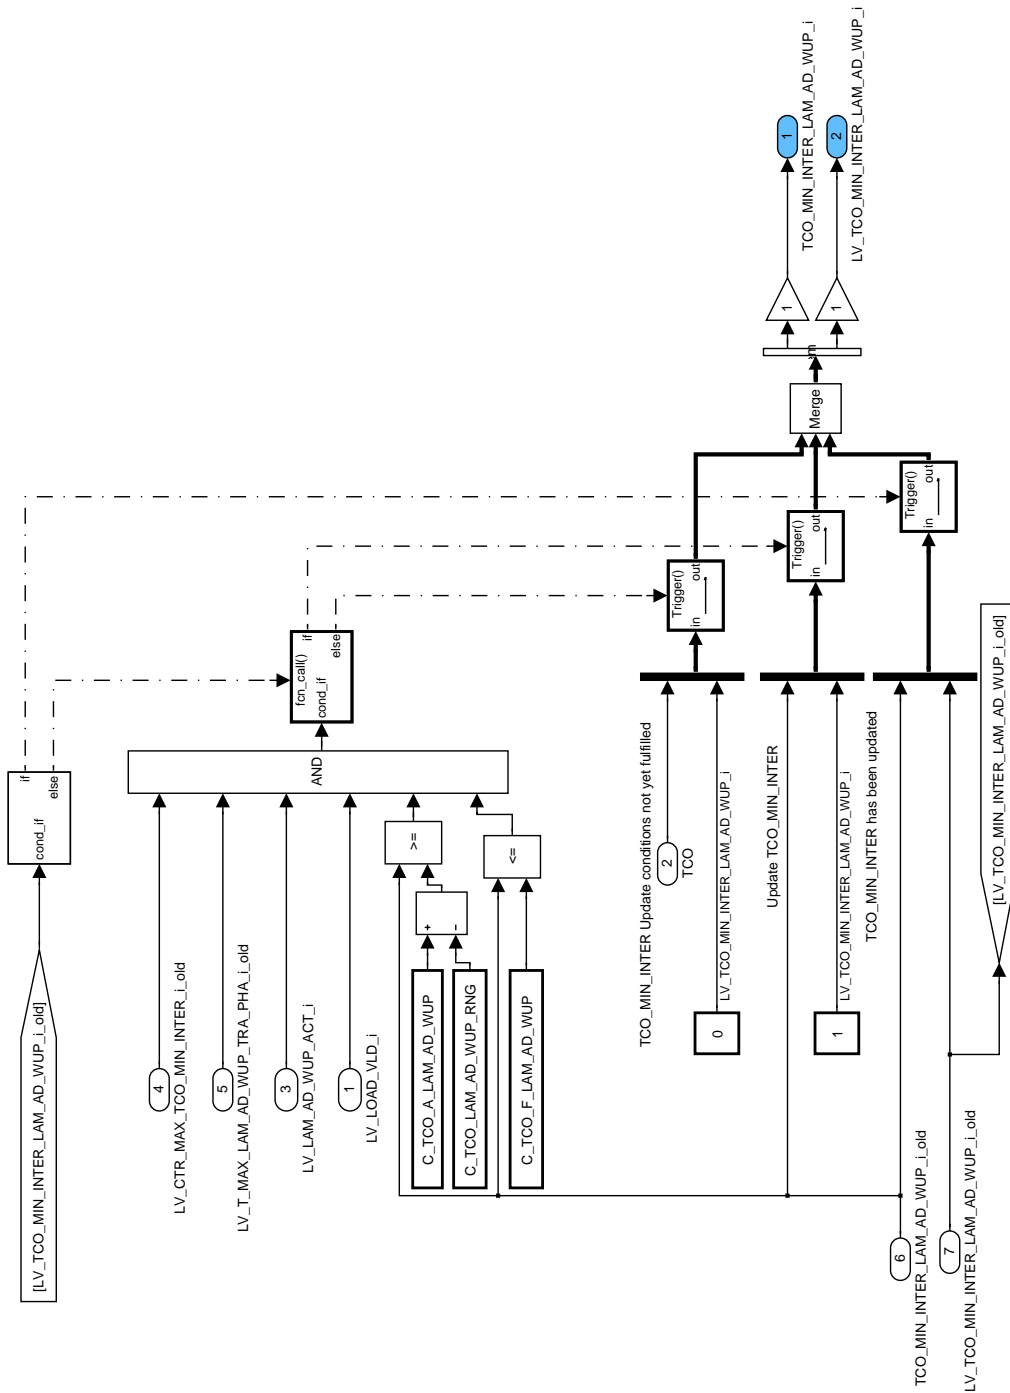 [LV_TCO_MIN_INTER_LAM_AD_WUP_i_old]
cond_if
if
else
4
LV_CTR_MAX_TCO_MIN_INTER_i_old
5
LV_T_MAX_LAM_AD_WUP_TRA_PHA_i_old
3
LV_LAM_AD_WUP_ACT_i
1
LV_LOAD_VLD_i
AND
fcn_call()
cond_if
if
else
C_TCO_A_LAM_AD_WUP
C_TCO_LAM_AD_WUP_RNG
C_TCO_F_LAM_AD_WUP
+
-
>=
<=
TCO_MIN_INTER Update conditions not yet fulfilled
2
TCO
0
LV_TCO_MIN_INTER_LAM_AD_WUP_i
Trigger()
in
out
Update TCO_MIN_INTER
1
LV_TCO_MIN_INTER_LAM_AD_WUP_i
Trigger()
in
out
TCO_MIN_INTER has been updated
6
TCO_MIN_INTER_LAM_AD_WUP_i_old
7
LV_TCO_MIN_INTER_LAM_AD_WUP_i_old
[LV_TCO_MIN_INTER_LAM_AD_WUP_i_old]
Trigger()
in
out
Merge
1
1
1
TCO_MIN_INTER_LAM_AD_WUP_i
2
LV_TCO_MIN_INTER_LAM_AD_WUP_i